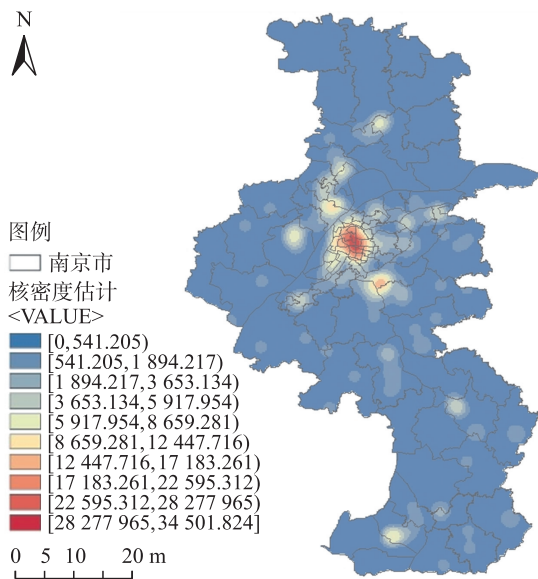 N
图例
南京市
核密度估计
<VALUE>
[0,541.205)
[541.205,1 894.217)
[1 894.217,3 653.134)
[3 653.134,5 917.954)
[5 917.954,8 659.281)
[8 659.281,12 447.716)
[12 447.716,17 183.261)
[17 183.261,22 595.312)
[22 595.312,28 277.965)
[28 277.965,34 501.824]
0 5 10 20 m